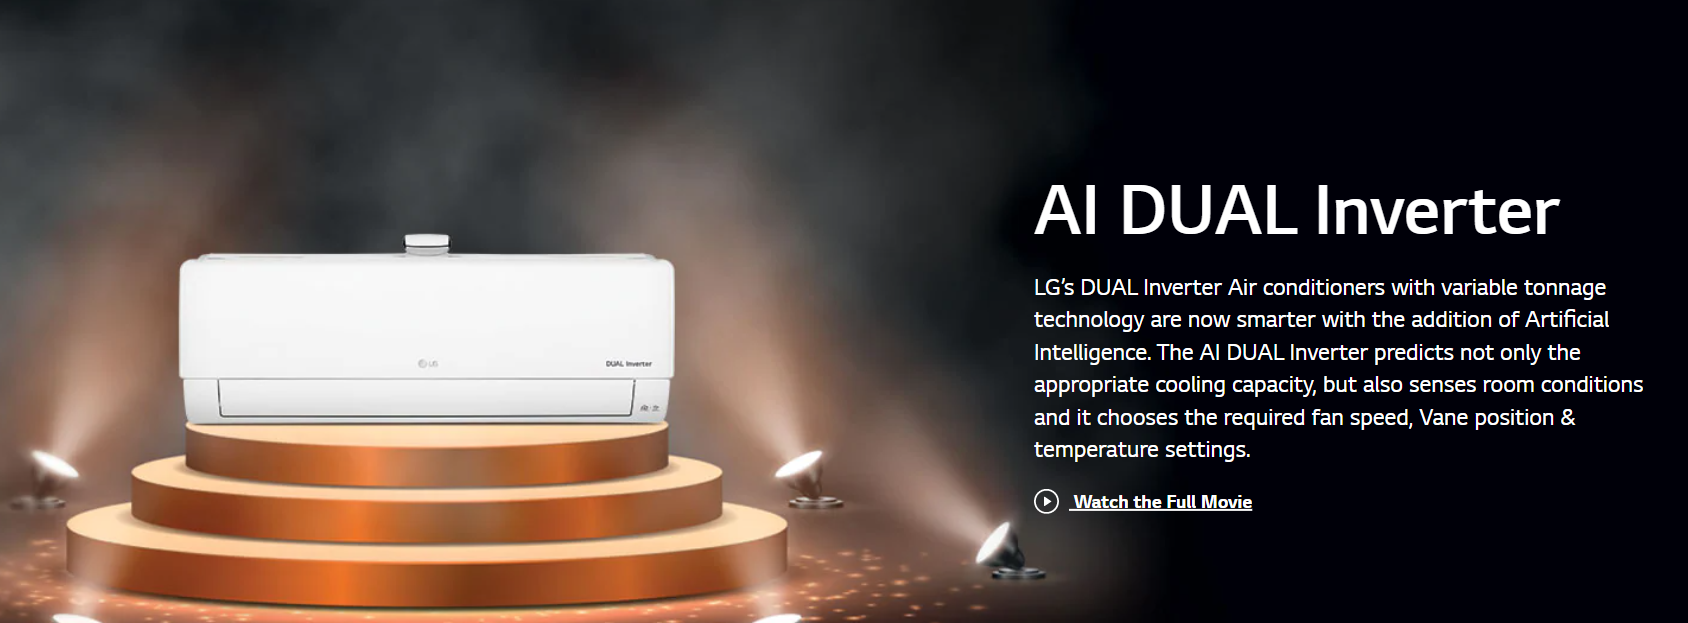 AI DUAL Inverter
LG's DUAL Inverter Air conditioners with variable tonnage
technology are now smarter with the addition of Artificial
Intelligence. The AI DUAL Inverter predicts not only the
appropriate cooling capacity, but also senses room conditions
and it chooses the required fan speed, Vane position &
temperature settings.
Watch the Full Movie
LG
DUAL Inverter